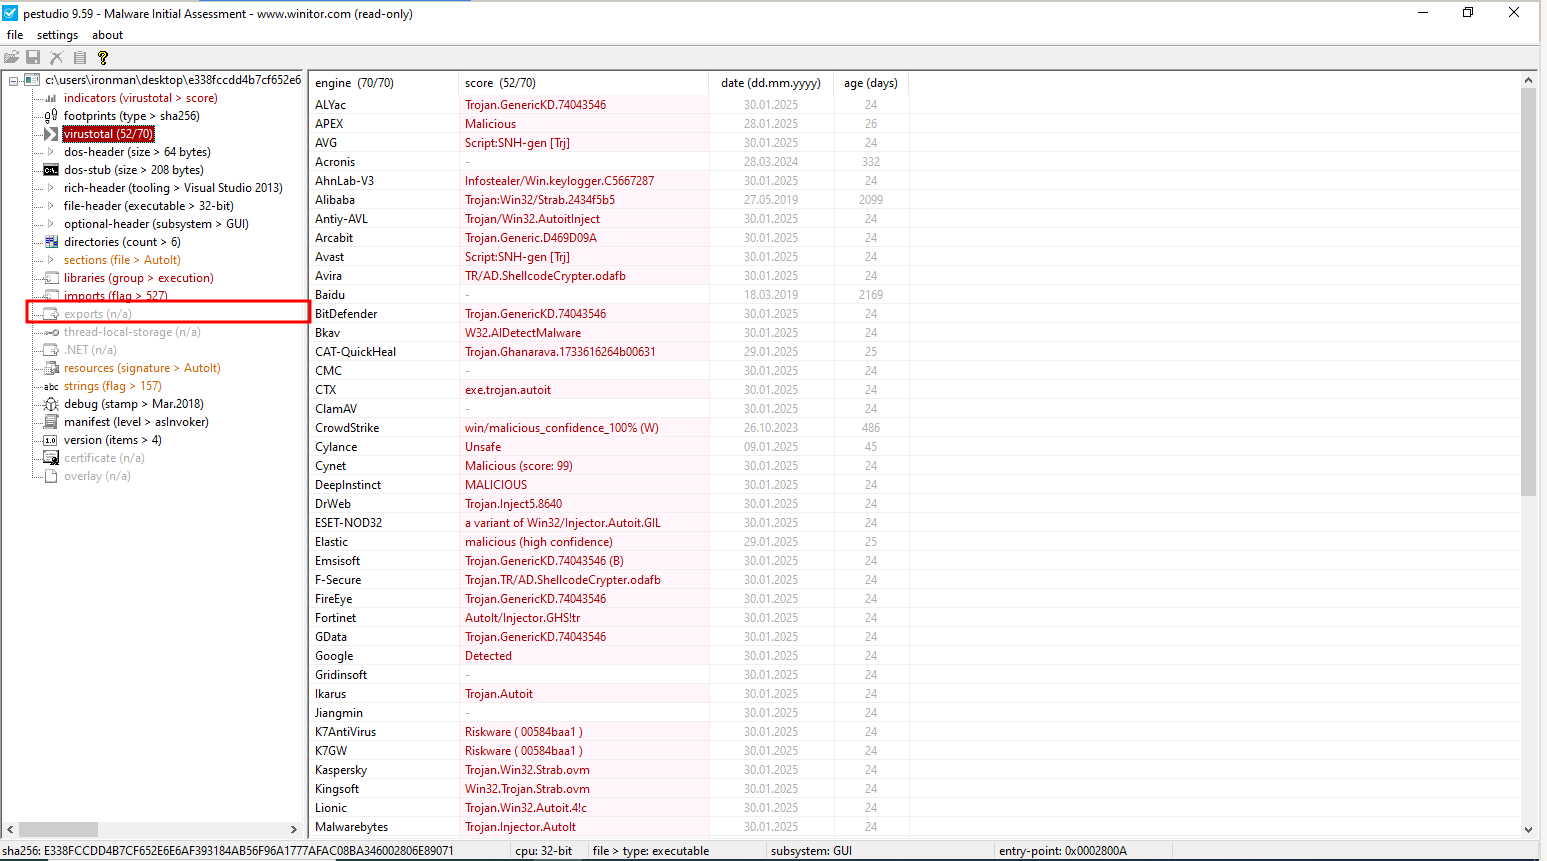 pestudio 9.59 - Malware Initial Assessment - www.winitor.com (read-only)
file settings about
c:\users\ironman\desktop\e338fccdd4b7cf652e6
indicators (virustotal > score)
footprints (type > sha256)
virustotal (52/70)
dos-header (size > 64 bytes)
dos-stub (size > 208 bytes)
rich-header (tooling > Visual Studio 2013)
file-header (executable > 32-bit)
optional-header (subsystem > GUI)
directories (count > 6)
sections (file > AutoIt)
libraries (group > execution)
imports (flag > 527)
exports (n/a)
thread-local-storage (n/a)
.NET (n/a)
resources (signature > AutoIt)
abc strings (flag > 157)
debug (stamp > Mar.2018)
manifest (level > asInvoker)
1.0 version (items > 4)
certificate (n/a)
overlay (n/a)
engine (70/70) score (52/70) date (dd.mm.yyyy) age (days)
ALYac Trojan.GenericKD.74043546 30.01.2025 24
APEX Malicious 28.01.2025 26
AVG Script:SNH-gen [Trj] 30.01.2025 24
Acronis - 28.03.2024 332
AhnLab-V3 Infostealer/Win.keylogger.C5667287 30.01.2025 24
Alibaba Trojan:Win32/Strab.2434f5b5 27.05.2019 2099
Antiy-AVL Trojan/Win32.AutoitInject 30.01.2025 24
Arcabit Trojan.Generic.D469D09A 30.01.2025 24
Avast Script:SNH-gen [Trj] 30.01.2025 24
Avira TR/AD.ShellcodeCrypter.odafb 30.01.2025 24
Baidu - 18.03.2019 2169
BitDefender Trojan.GenericKD.74043546 30.01.2025 24
Bkav W32.AIDetectMalware 30.01.2025 24
CAT-QuickHeal Trojan.Ghanarava.1733616264b00631 29.01.2025 25
CMC - 30.01.2025 24
CTX exe.trojan.autoit 30.01.2025 24
ClamAV - 30.01.2025 24
CrowdStrike win/malicious_confidence_100% (W) 26.10.2023 486
Cylance Unsafe 09.01.2025 45
Cynet Malicious (score: 99) 30.01.2025 24
DeepInstinct MALICIOUS 30.01.2025 24
DrWeb Trojan.Inject5.8640 30.01.2025 24
ESET-NOD32 a variant of Win32/Injector.Autoit.GIL 30.01.2025 24
Elastic malicious (high confidence) 29.01.2025 25
Emsisoft Trojan.GenericKD.74043546 (B) 30.01.2025 24
F-Secure Trojan.TR/AD.ShellcodeCrypter.odafb 30.01.2025 24
FireEye Trojan.GenericKD.74043546 30.01.2025 24
Fortinet AutoIt/Injector.GHS!tr 30.01.2025 24
GData Trojan.GenericKD.74043546 30.01.2025 24
Google Detected 30.01.2025 24
Gridinsoft - 30.01.2025 24
Ikarus Trojan.Autoit 30.01.2025 24
Jiangmin - 30.01.2025 24
K7AntiVirus Riskware ( 00584baa1 ) 30.01.2025 24
K7GW Riskware ( 00584baa1 ) 30.01.2025 24
Kaspersky Trojan.Win32.Strab.ovm 30.01.2025 24
Kingsoft Win32.Trojan.Strab.ovm 30.01.2025 24
Lionic Trojan.Win32.Autoit.4!c 30.01.2025 24
Malwarebytes Trojan.Injector.AutoIt 30.01.2025 24
sha256: E338FCCDD4B7CF652E6E6AF393184AB56F96A1777AFAC08BA346002806E89071 cpu: 32-bit file > type: executable subsystem: GUI entry-point: 0x0002800A